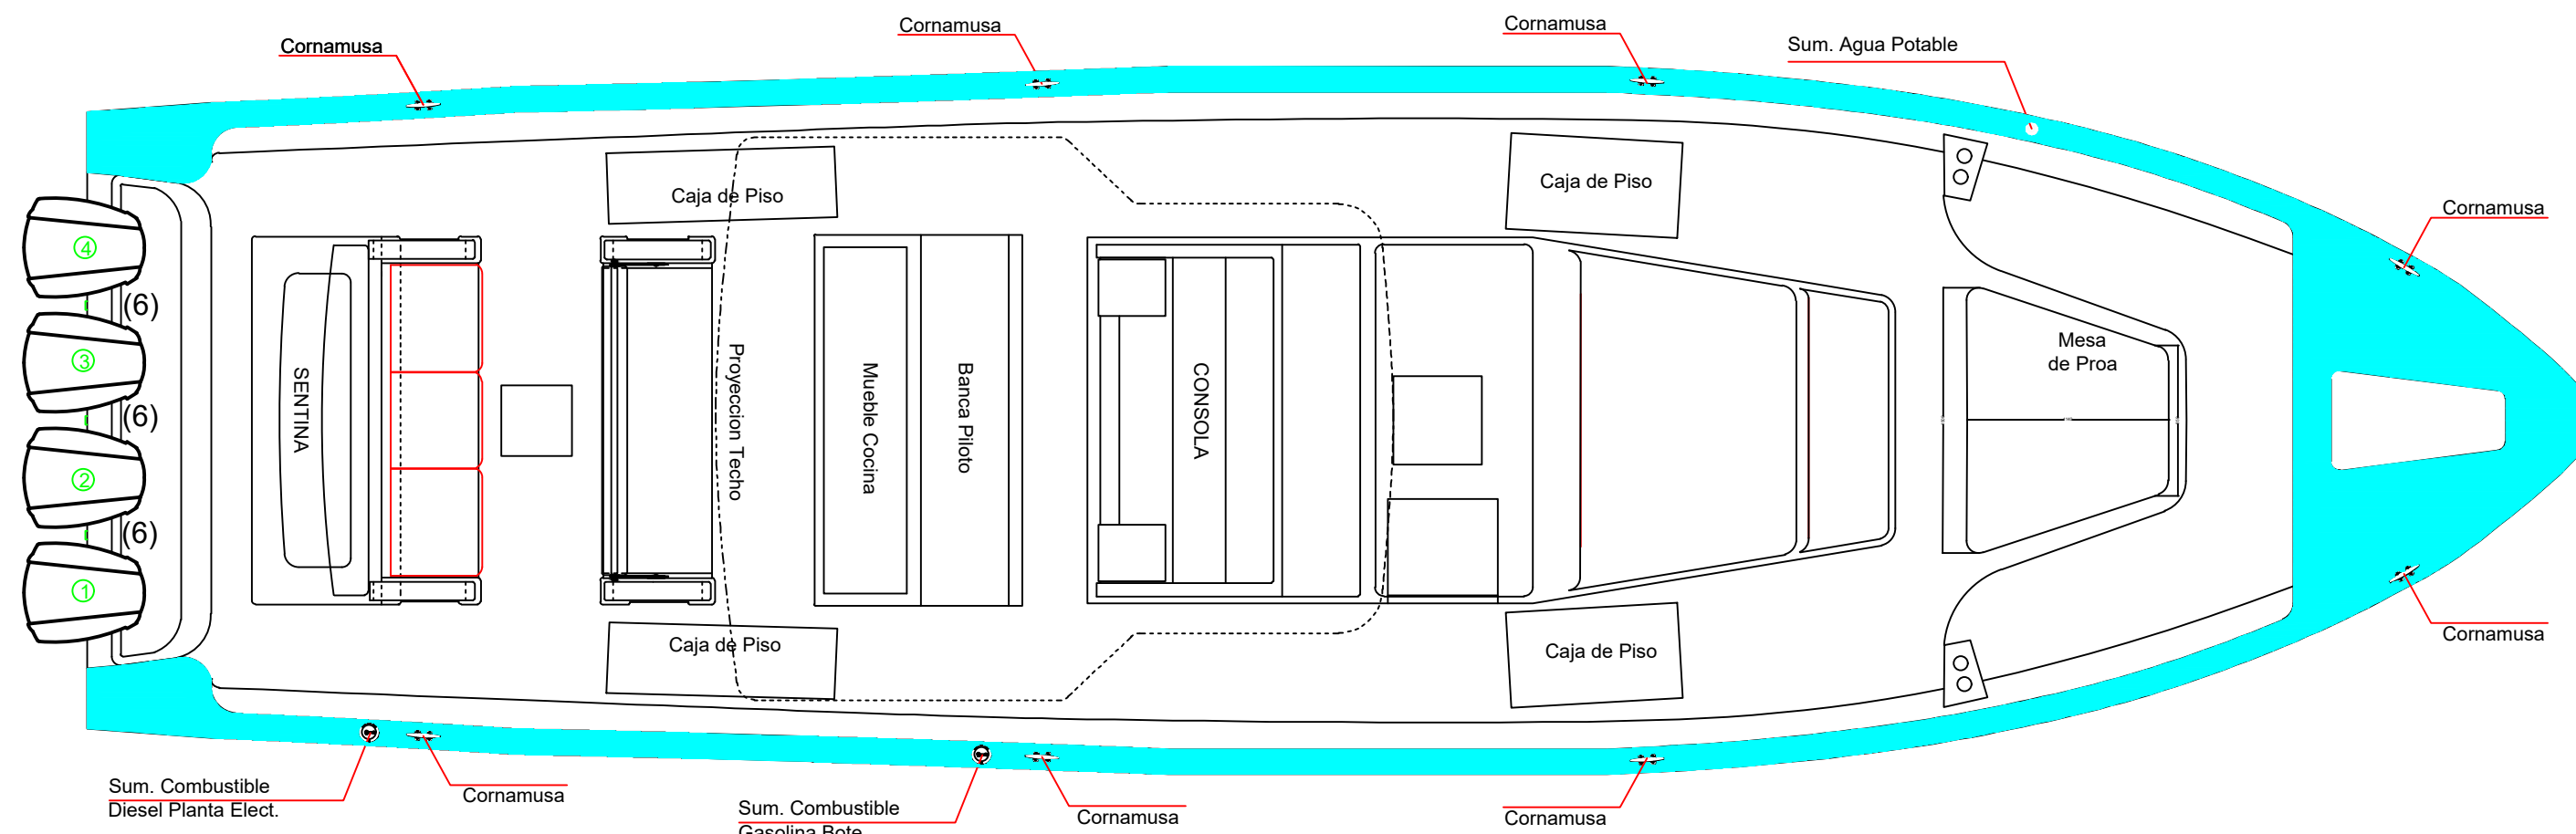 Cornamusa
Cornamusa
Cornamusa
Sum. Agua Potable
Cornamusa
Caja de Piso
Caja de Piso
4
(6)
3
(6)
2
(6)
1
SENTINA
Proyeccion Techo
Mueble Cocina
Banca Piloto
CONSOLA
Mesa
de Proa
Caja de Piso
Caja de Piso
Cornamusa
Sum. Combustible
Diesel Planta Elect.
Cornamusa
Sum. Combustible
Gasolina Bote
Cornamusa
Cornamusa